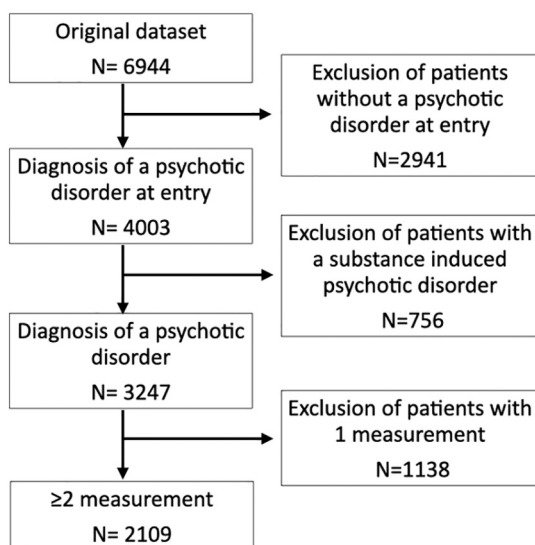 Original dataset
N= 6944
Exclusion of patients
without a psychotic
disorder at entry
N=2941
Diagnosis of a psychotic
disorder at entry
N= 4003
Exclusion of patients with
a substance induced
psychotic disorder
N=756
Diagnosis of a psychotic
disorder
N= 3247
Exclusion of patients with
1 measurement
N=1138
≥2 measurement
N= 2109